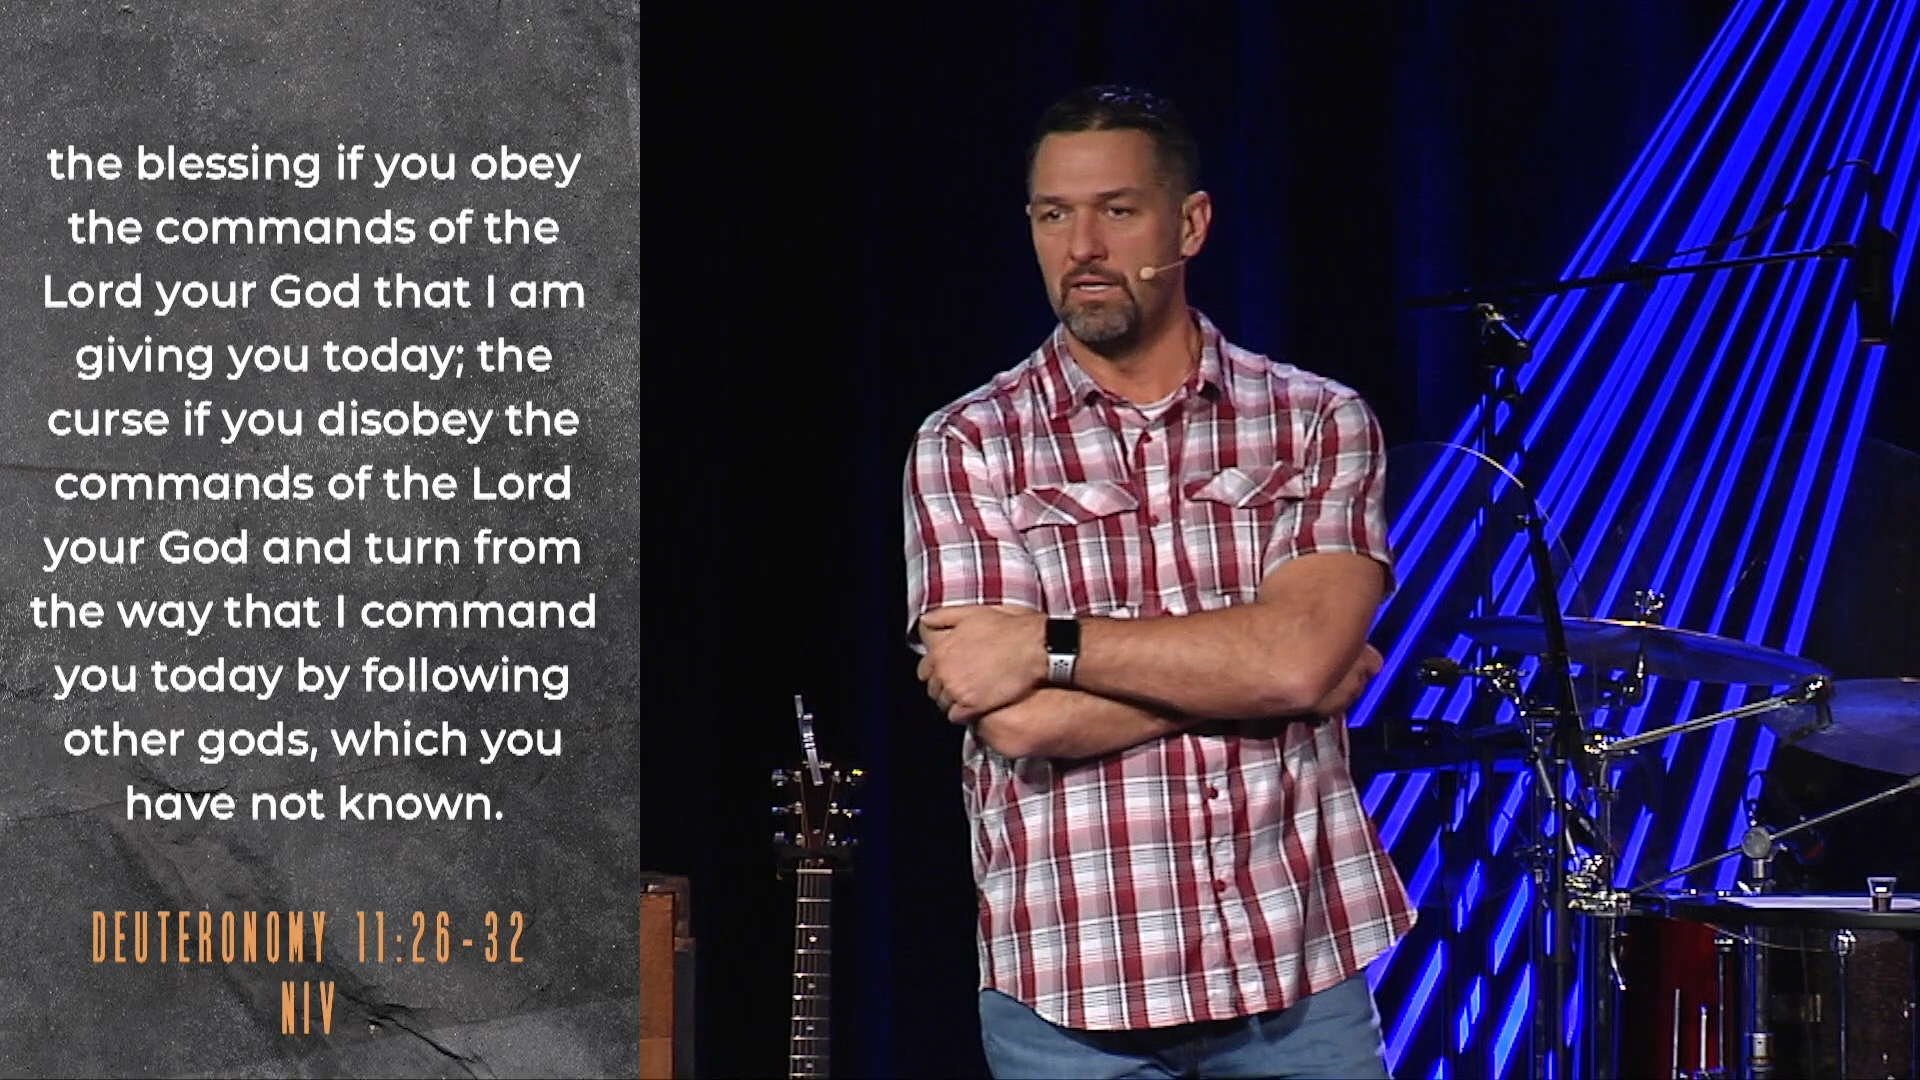 the blessing if you obey
the commands of the
Lord your God that I am
giving you today; the
curse if you disobey the
commands of the Lord
your God and turn from
the way that I command
you today by following
other gods, which you
have not known.
DEUTERONOMY 11:26-32
NIV